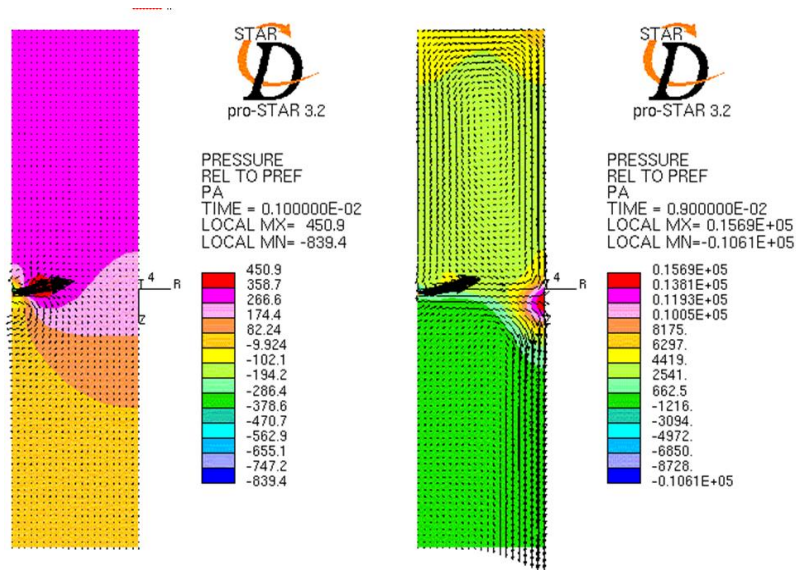 STAR
CD
pro-STAR 3.2
PRESSURE
REL TO PREF
PA
TIME = 0.100000E-02
LOCAL MX= 450.9
LOCAL MN= -839.4
4
R
Z
450.9
358.7
266.6
174.4
82.24
-9.924
-102.1
-194.2
-286.4
-378.6
-470.7
-562.9
-655.1
-747.2
-839.4
STAR
CD
pro-STAR 3.2
PRESSURE
REL TO PREF
PA
TIME = 0.900000E-02
LOCAL MX= 0.1569E+05
LOCAL MN=-0.1061E+05
4
R
Z
0.1569E+05
0.1381E+05
0.1193E+05
0.1005E+05
8175.
6297.
4419.
2541.
662.5
-1216.
-3094.
-4972.
-6850.
-8728.
-0.1061E+05